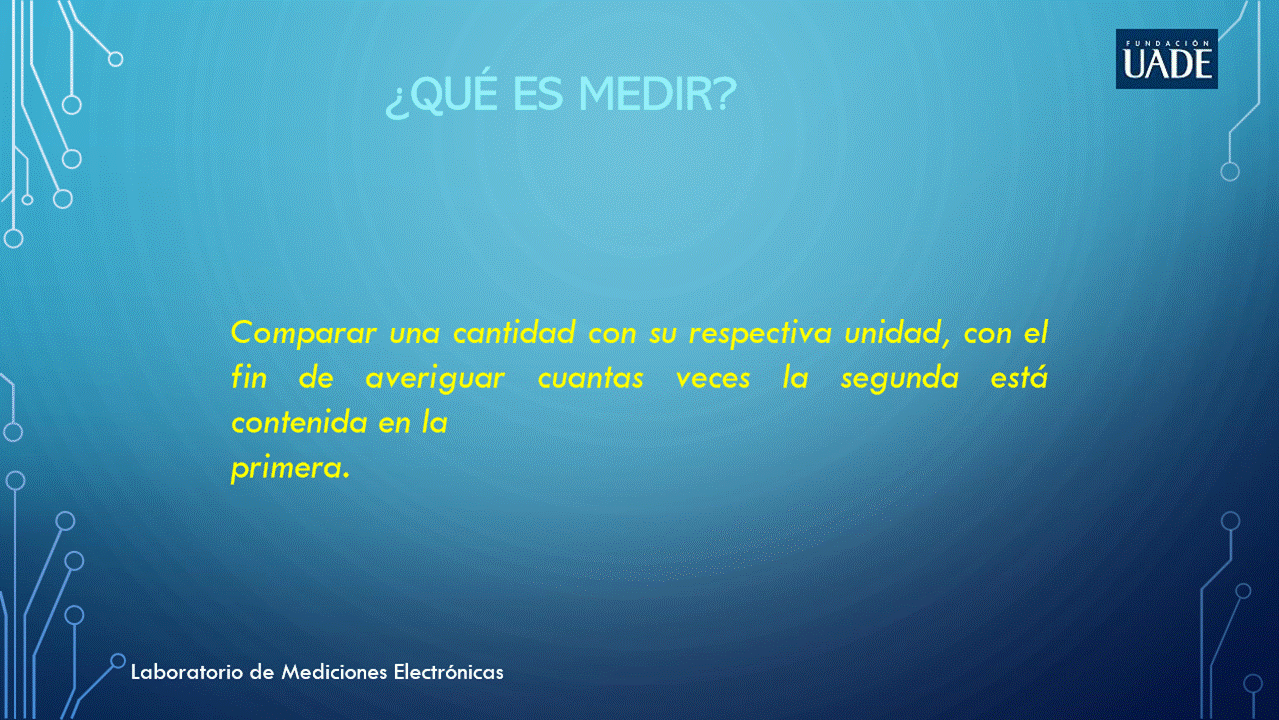 FUNDACIÓN
UADE
¿QUÉ ES MEDIR?
Comparar una cantidad con su respectiva unidad, con el
fin de averiguar cuantas veces la segunda está
contenida en la
primera.
Laboratorio de Mediciones Electrónicas